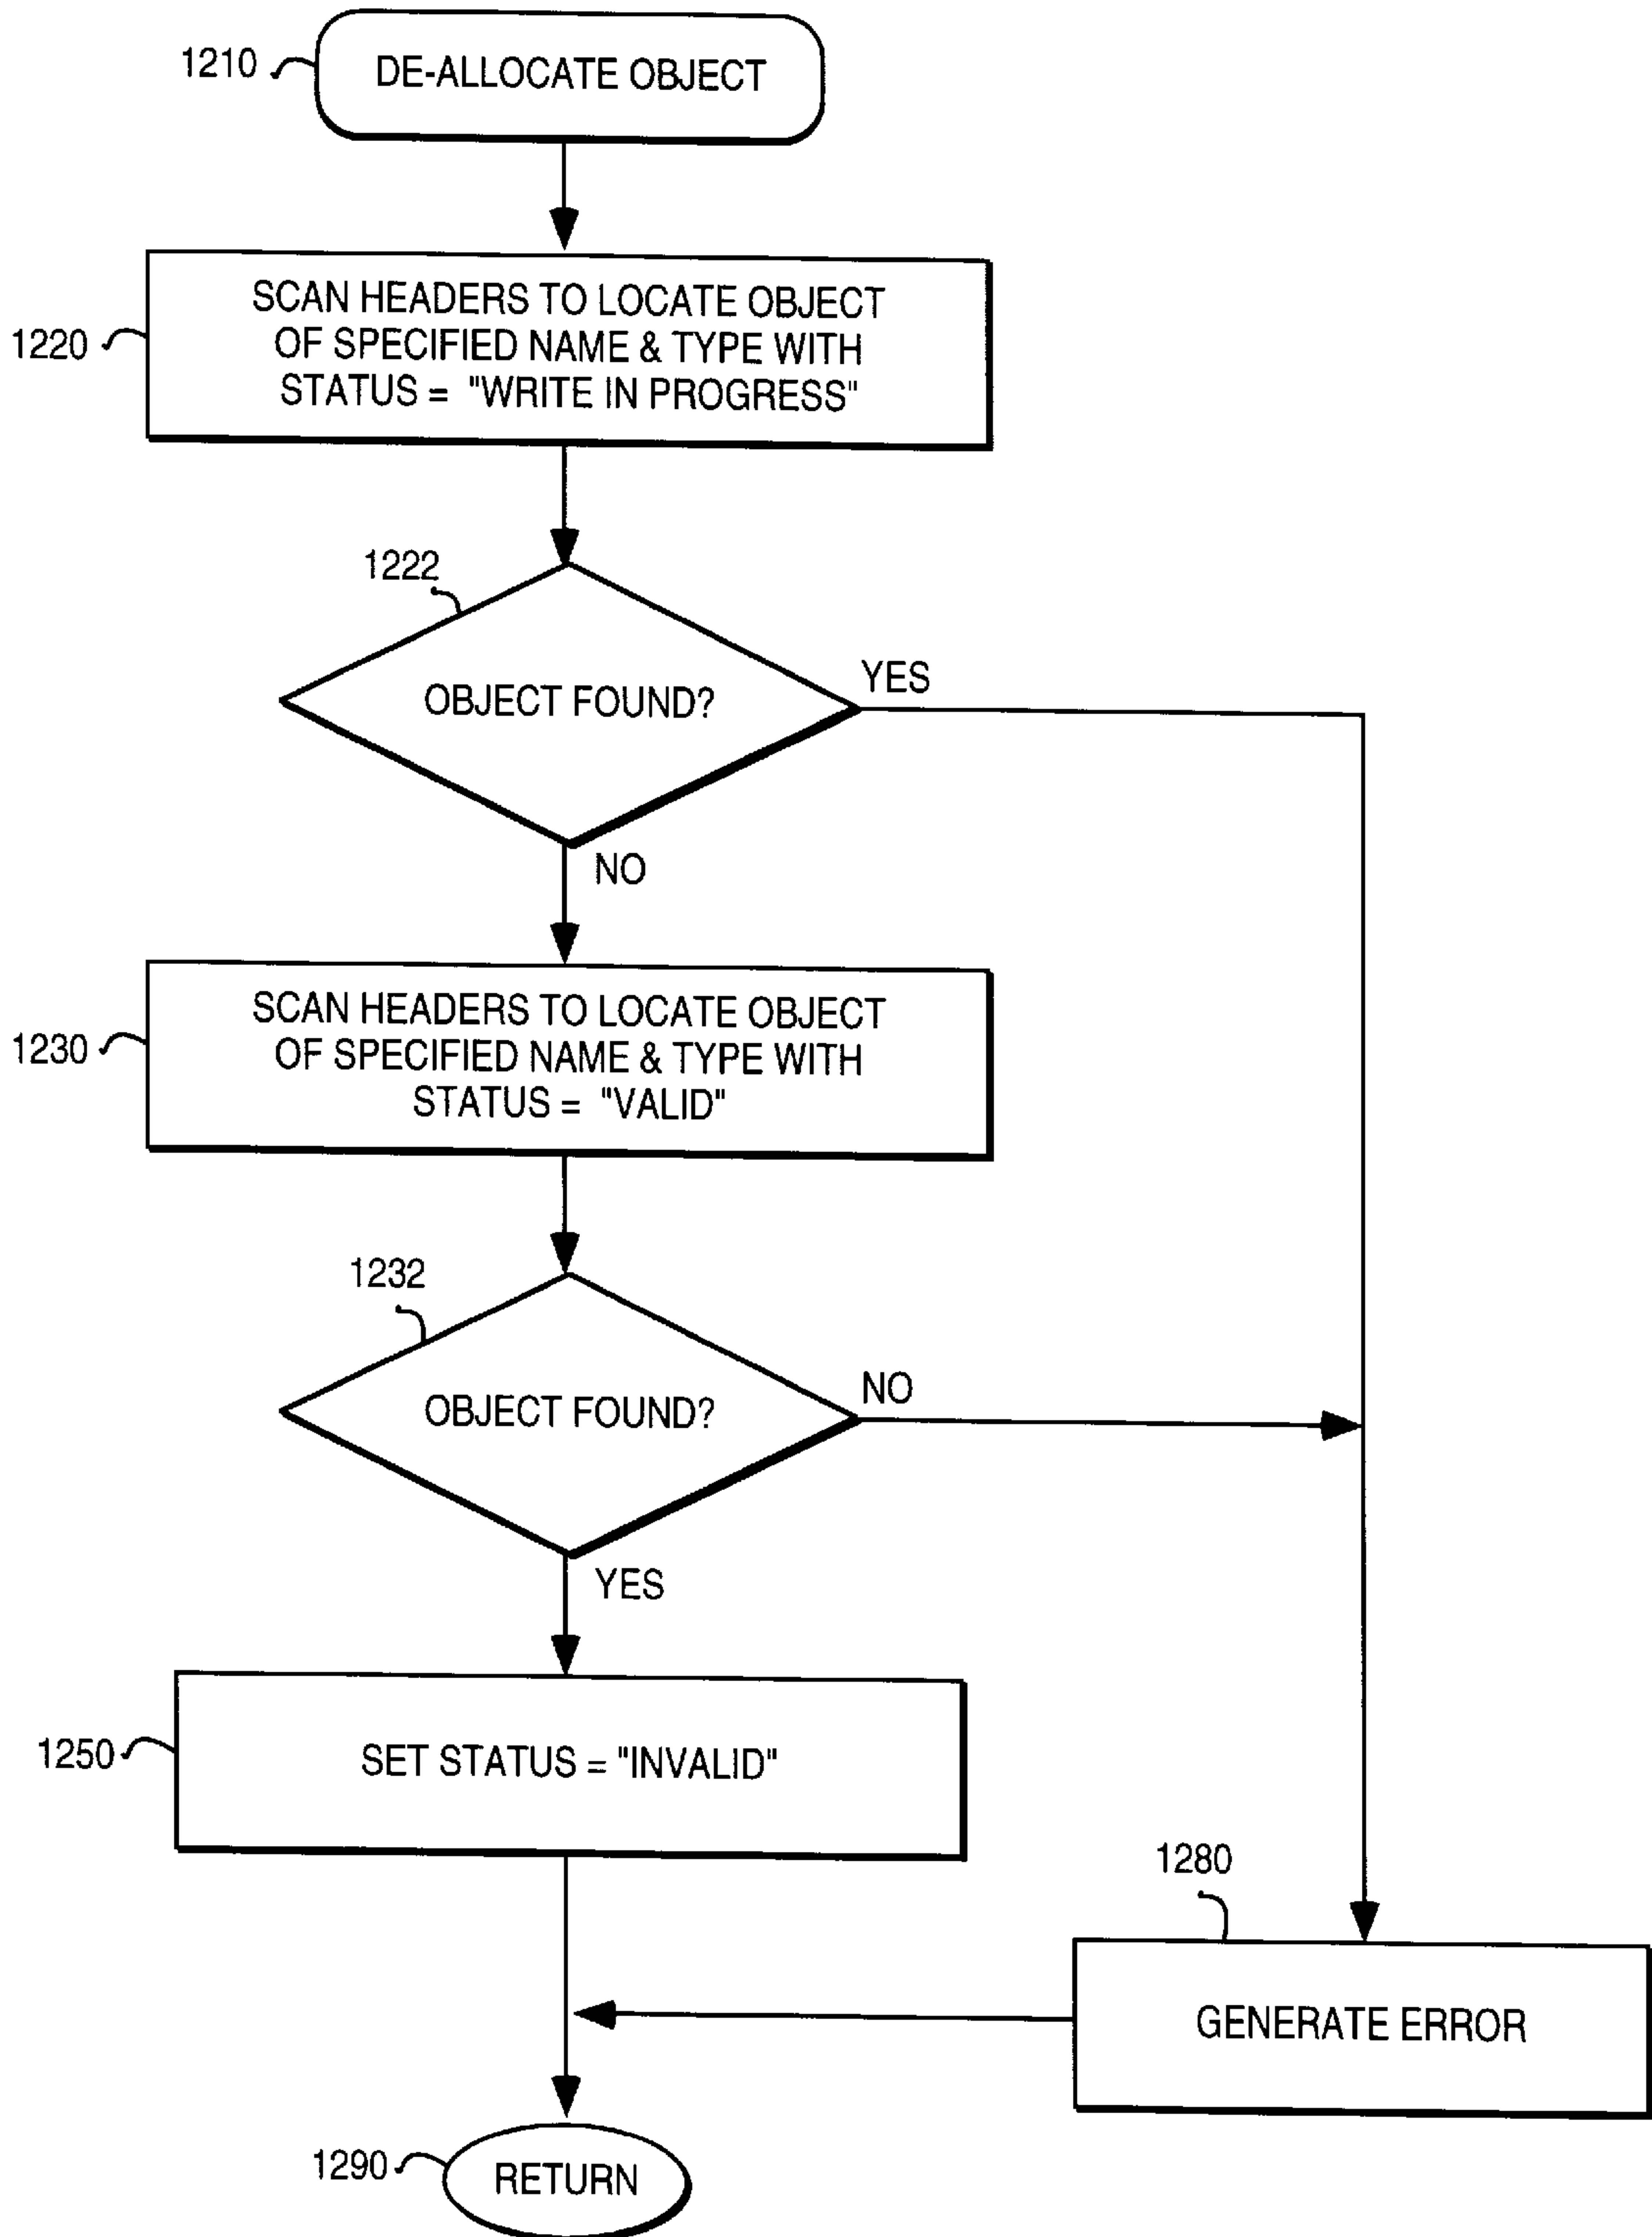 1210
DE-ALLOCATE OBJECT
1220
SCAN HEADERS TO LOCATE OBJECT
OF SPECIFIED NAME & TYPE WITH
STATUS = "WRITE IN PROGRESS"
1222
OBJECT FOUND?
YES
NO
1230
SCAN HEADERS TO LOCATE OBJECT
OF SPECIFIED NAME & TYPE WITH
STATUS = "VALID"
1232
OBJECT FOUND?
NO
YES
1250
SET STATUS = "INVALID"
1280
GENERATE ERROR
1290
RETURN